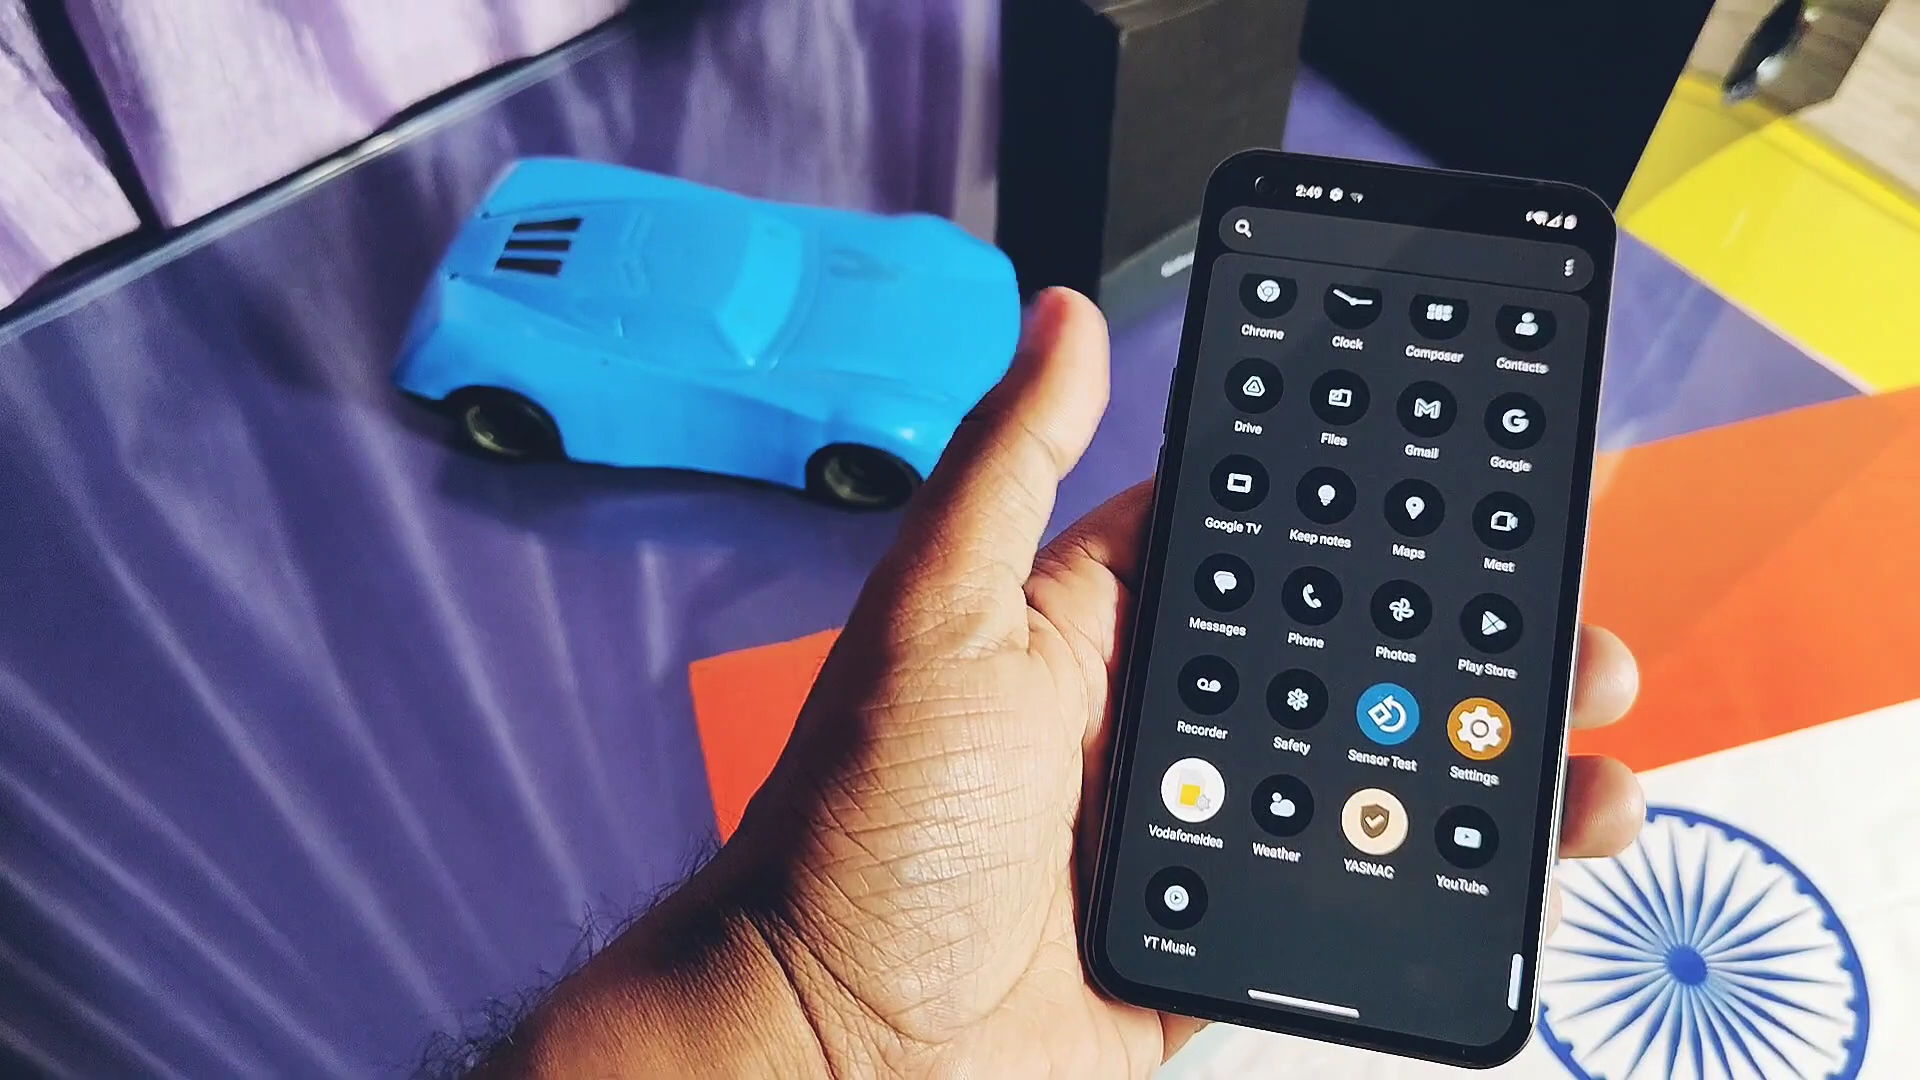 2:49
Chrome Clock Composer Contacts
Drive Files Gmail Google
Google TV Keep notes Maps Meet
Messages Phone Photos Play Store
Recorder Safety Sensor Test Settings
VodafoneIdea Weather YASNAC YouTube
YT Music